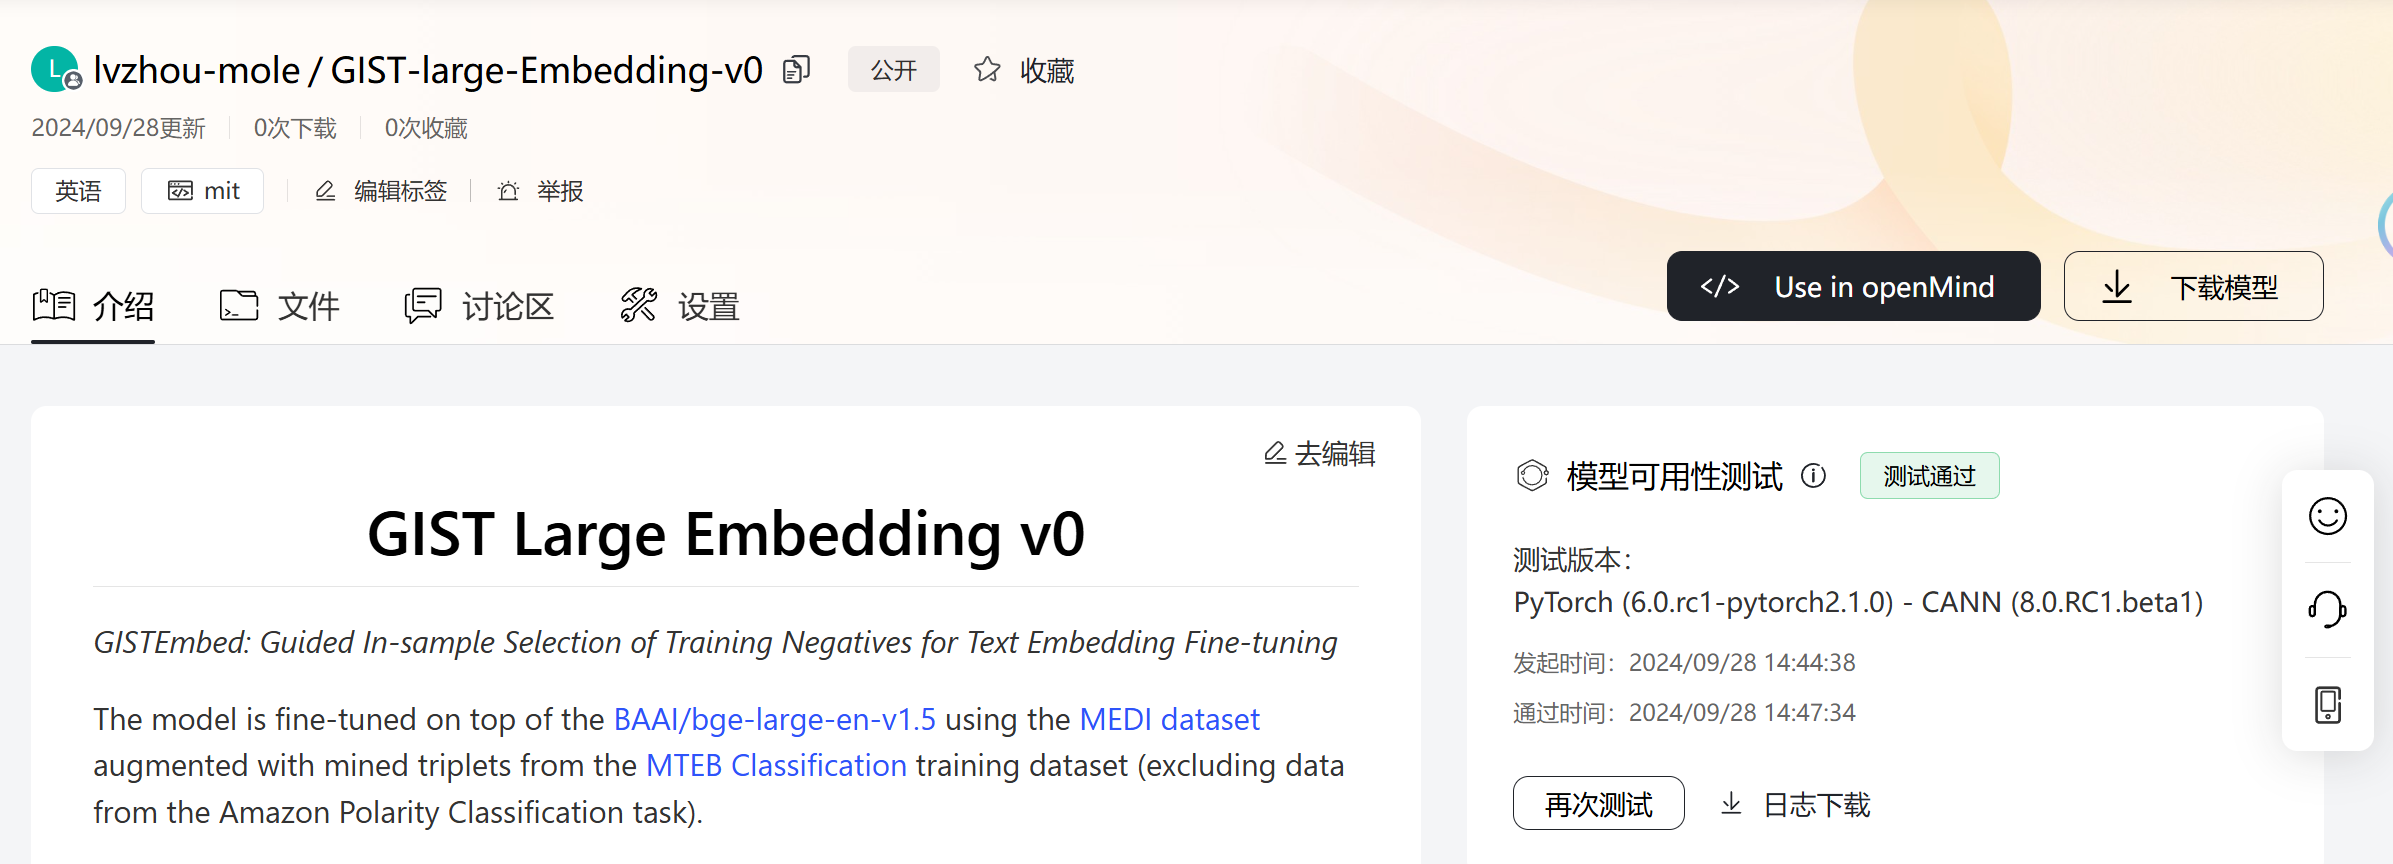 L lvzhou-mole / GIST-large-Embedding-v0 公开 收藏
2024/09/28更新 0次下载 0次收藏
英语 mit 编辑标签 举报
介绍 文件 讨论区 设置
Use in openMind 下载模型
去编辑
GIST Large Embedding v0
GISTEmbed: Guided In-sample Selection of Training Negatives for Text Embedding Fine-tuning
The model is fine-tuned on top of the BAAI/bge-large-en-v1.5 using the MEDI dataset
augmented with mined triplets from the MTEB Classification training dataset (excluding data
from the Amazon Polarity Classification task).
模型可用性测试 测试通过
测试版本：
PyTorch (6.0.rc1-pytorch2.1.0) - CANN (8.0.RC1.beta1)
发起时间：2024/09/28 14:44:38
通过时间：2024/09/28 14:47:34
再次测试 日志下载